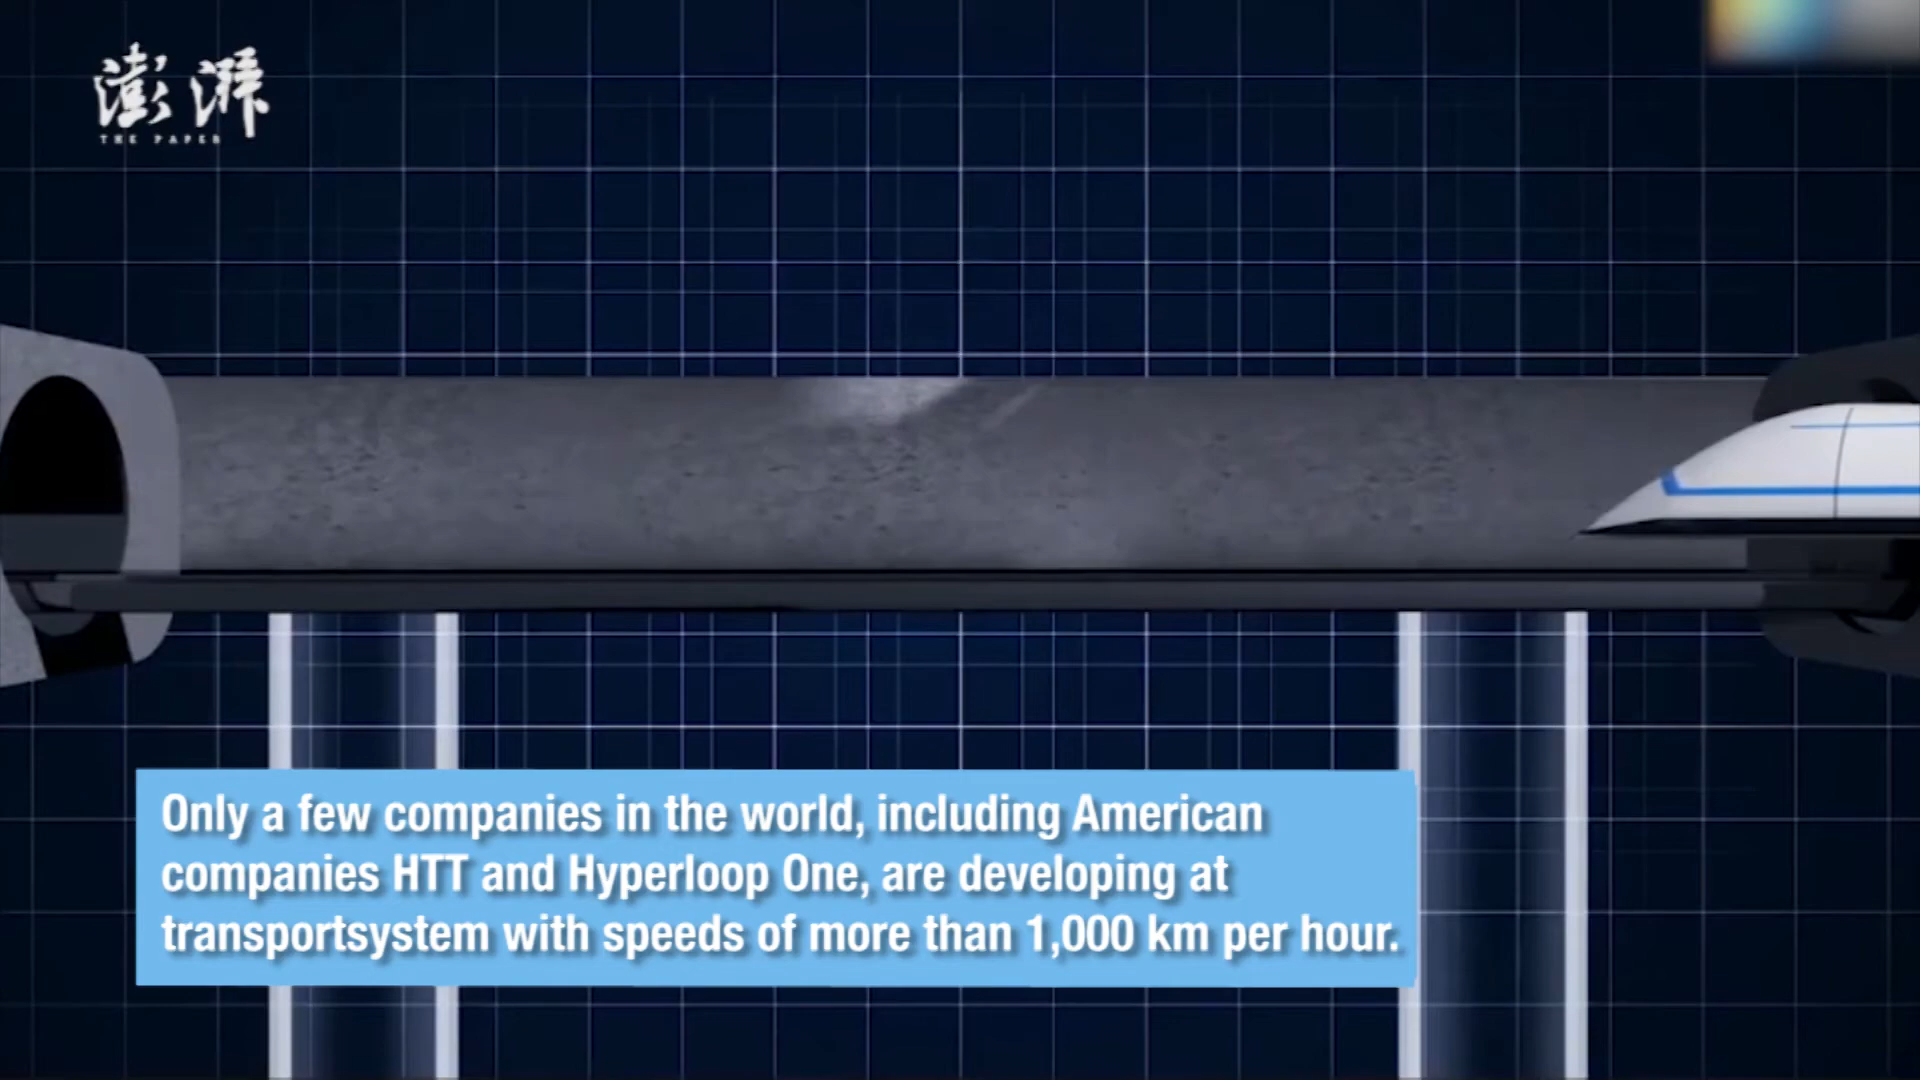 澎湃
THE PAPER
Only a few companies in the world, including American
companies HTT and Hyperloop One, are developing at
transportsystem with speeds of more than 1,000 km per hour.